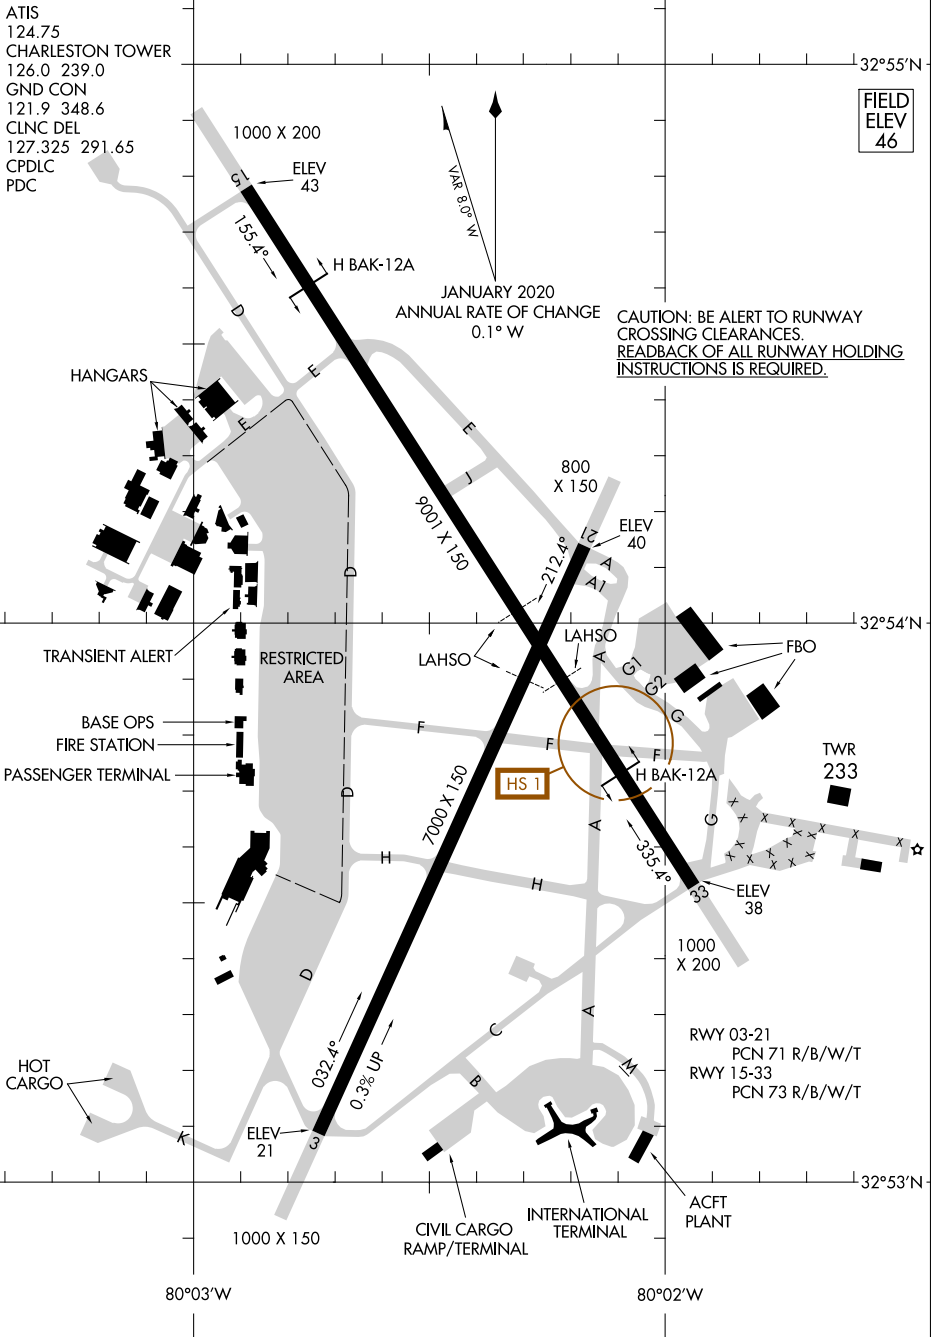 ATIS
124.75
CHARLESTON TOWER
126.0 239.0
GND CON
121.9 348.6
CLNC DEL
127.325 291.65
CPDLC
PDC
32°55'N
FIELD
ELEV
46
1000 X 200
15
ELEV
43
155.4°
VAR 8.0° W
H BAK-12A
JANUARY 2020
ANNUAL RATE OF CHANGE
0.1° W
CAUTION: BE ALERT TO RUNWAY
CROSSING CLEARANCES.
READBACK OF ALL RUNWAY HOLDING
INSTRUCTIONS IS REQUIRED.
D
E
HANGARS
E
E
J
800
X 150
9001 X 150
21
ELEV
40
212.4°
A
A1
D
32°54'N
LAHSO
LAHSO
A
G1
G2
G
FBO
TRANSIENT ALERT
RESTRICTED
AREA
BASE OPS
FIRE STATION
PASSENGER TERMINAL
F
F
F
HS 1
H BAK-12A
TWR
233
D
7000 X 150
A
G
X X X X X X
X X X X X X X X X
335.4°
H
H
33
ELEV
38
1000
X 200
D
C
A
RWY 03-21
PCN 71 R/B/W/T
RWY 15-33
PCN 73 R/B/W/T
HOT
CARGO
032.4°
0.3% UP
B
M
K
ELEV
21
3
32°53'N
1000 X 150
CIVIL CARGO
RAMP/TERMINAL
INTERNATIONAL
TERMINAL
ACFT
PLANT
80°03'W
80°02'W